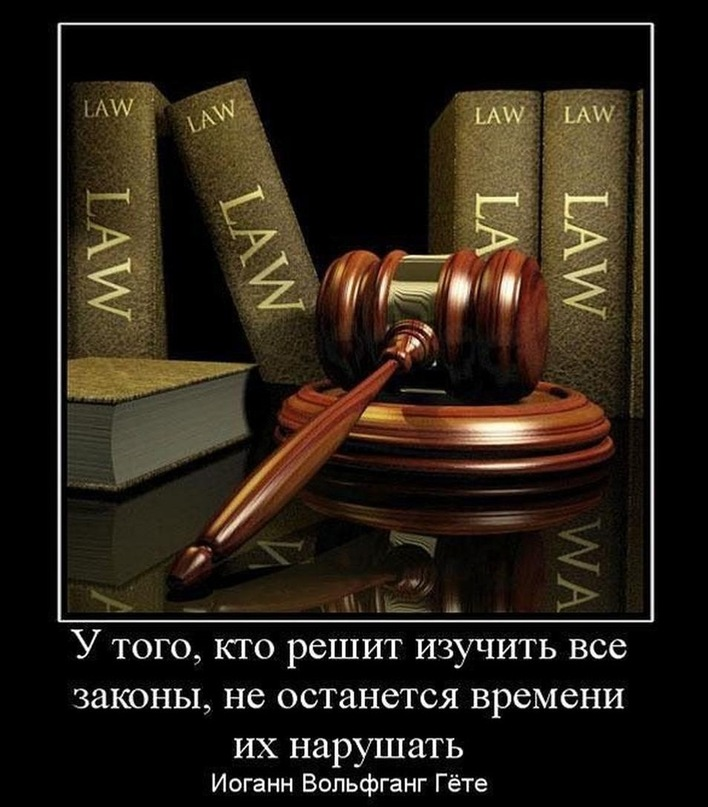 LAW
LAW
LAW
LAW
LAW
LAW
LAW
LAW
У того, кто решит изучить все
законы, не останется времени
их нарушать
Иоганн Вольфганг Гёте